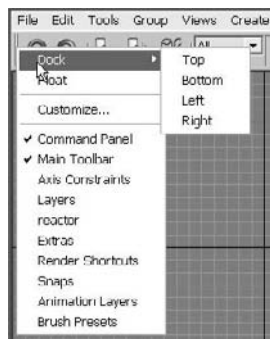 File Edit Tools Group Views Create
All
Dock
Float
Customize...
Command Panel
Main Toolbar
Axis Constraints
Layers
reactor
Extras
Render Shortcuts
Snaps
Animation Layers
Brush Presets
Top
Bottom
Left
Right